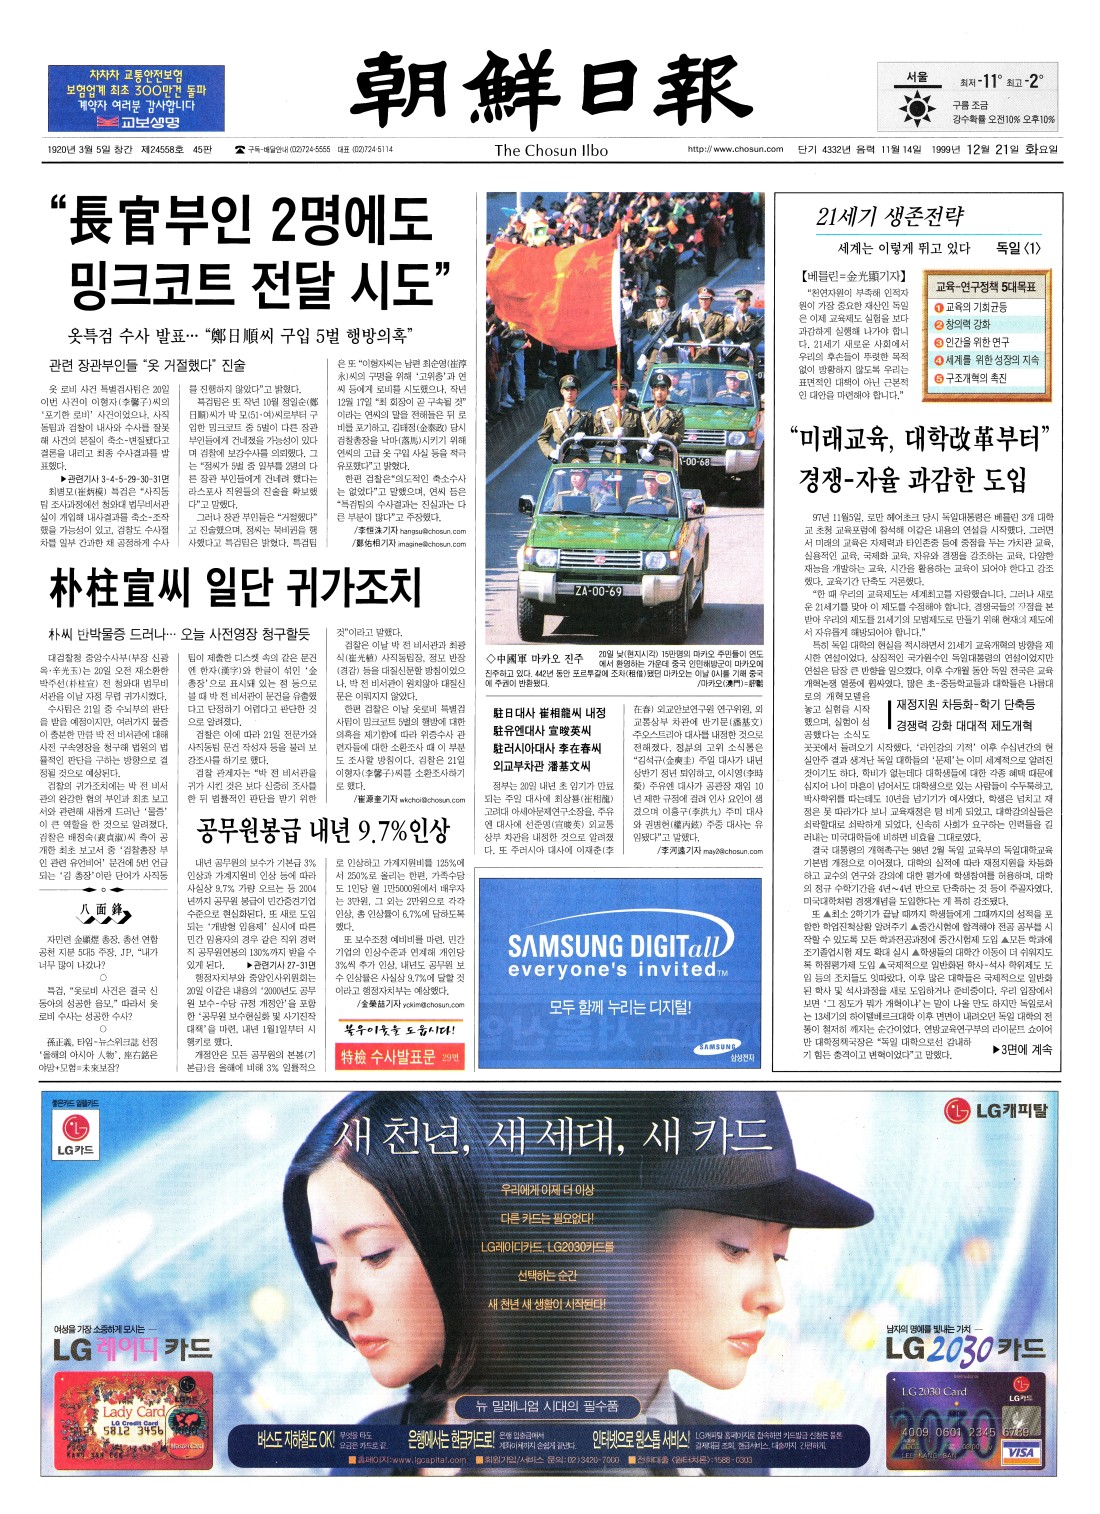 차차차 교통안전보험
보험업계 최초 300만건 돌파
계약자 여러분 감사합니다
교보생명
朝鮮日報
서울
최저 -11° 최고 -2°
구름 조금
강수확률 오전10% 오후10%
1920년 3월 5일 창간 제24558호 45판
☎ 구독·배달안내 (02)724-5555 대표 (02)724-5114
The Chosun Ilbo
http://www.chosun.com
단기 4332년 음력 11월 14일 1999년 12월 21일 화요일
“長官부인 2명에도
밍크코트 전달 시도”
옷특검 수사 발표… “鄭日順씨 구입 5벌 행방의혹”
관련 장관부인들 “옷 거절했다” 진술
옷 로비 사건 특별검사팀은 20일
이번 사건이 이형자(李馨子)씨의
‘포기한 로비’ 사건이었으나, 사직
동팀과 검찰이 내사와 수사를 잘못
해 사건의 본질이 축소·변질됐다고
결론을 내리고 최종 수사결과를 발
표했다.
▶관련기사 3·4·5·29·30·31면
최병모(崔炳模) 특검은 “사직동
팀 조사과정에선 청와대 법무비서관
실이 개입해 내사결과를 축소·조작
했을 가능성이 있고, 검찰도 수사절
차를 일부 간과한 채 공정하게 수사
를 진행하지 않았다”고 밝혔다.
특검팀은 또 작년 10월 정일순(鄭
日順)씨가 박 모(51·여)씨로부터 구
입한 밍크코트 중 5벌이 다른 장관
부인들에게 건네졌을 가능성이 있다
며 검찰에 보강수사를 의뢰했다. 그
는 “정씨가 5벌 중 일부를 2명의 다
른 장관 부인들에게 건네려 했다는
라스포사 직원들의 진술을 확보했
다”고 말했다.
그러나 장관 부인들은 “거절했다”
고 진술했으며, 정씨는 묵비권을 행
사했다고 특검팀은 밝혔다. 특검팀
은 또 “이형자씨는 남편 최순영(崔淳
永)씨의 구명을 위해 ‘고위층’과 연
씨 등에게 로비를 시도했으나, 작년
12월 17일 “최 회장이 곧 구속될 것”
이라는 연씨의 말을 전해들은 뒤 로
비를 포기하고, 김태정(金泰政) 당시
검찰총장을 낙마(落馬)시키기 위해
연씨의 고급 옷 구입 사실 등을 적극
유포했다”고 밝혔다.
한편 검찰은 “의도적인 축소수사
는 없었다”고 말했으며, 연씨 등은
“특검팀의 수사결과는 진실과는 다
른 부분이 많다”고 주장했다.
/李恒洙기자 hangsu@chosun.com
/鄭佑相기자 imagine@chosun.com
朴柱宣씨 일단 귀가조치
朴씨 반박물증 드러나… 오늘 사전영장 청구할듯
대검찰청 중앙수사부(부장 신광
옥·辛光玉)는 20일 오전 재소환한
박주선(朴柱宣) 전 청와대 법무비
서관을 이날 자정 무렵 귀가시켰다.
수사팀은 21일 중 수뇌부의 판단
을 받을 예정이지만, 여러가지 물증
이 충분한 만큼 박 전 비서관에 대해
사전 구속영장을 청구해 법원의 법
률적인 판단을 구하는 방향으로 결
정될 것으로 예상된다.
검찰의 귀가조치에는 박 전 비서
관의 완강한 혐의 부인과 최초 보고
서와 관련해 새롭게 드러난 ‘물증’
이 큰 역할을 한 것으로 알려졌다.
검찰은 배정숙(裵貞淑)씨 측이 공
개한 최초 보고서 중 ‘검찰총장 부
인 관련 유언비어’ 문건에 5번 언급
되는 ‘김 총장’이란 단어가 사직동
팀이 제출한 디스켓 속의 같은 문건
엔 한자(漢字)와 한글이 섞인 ‘金
총장’으로 표시돼 있는 점 등으로
볼 때 박 전 비서관이 문건을 유출했
다고 단정하기 어렵다고 판단한 것
으로 알려졌다.
검찰은 이에 따라 21일 전문가와
사직동팀 문건 작성자 등을 불러 보
강조사를 하기로 했다.
검찰 관계자는 “박 전 비서관을
귀가 시킨 것은 보다 신중히 조사를
한 뒤 법률적인 판단을 받기 위한
것”이라고 말했다.
검찰은 이날 박 전 비서관과 최광
식(崔光植) 사직동팀장, 정모 반장
(경감) 등을 대질신문할 방침이었으
나, 박 전 비서관이 원치않아 대질신
문은 이뤄지지 않았다.
한편 검찰은 이날 옷로비 특별검
사팀이 밍크코트 5벌의 행방에 대한
의혹을 제기함에 따라 위증수사 관
련자들에 대한 소환조사 때 이 부분
도 조사할 방침이다. 검찰은 21일
이형자(李馨子)씨를 소환조사하기
로 했다.
/崔源奎기자 wkchoi@chosun.com
八面鋒
자민련 金顯煜 총장, 총선 연합
공천 지분 5대5 주장, JP, “내가
너무 많이 나갔나?
○
특검, “옷로비 사건은 결국 신
동아의 성공한 음모.” 따라서 옷
로비 수사는 성공한 수사?
○
孫正義, 타임·뉴스위크誌 선정
‘올해의 아시아 人物’, 座右銘은
야망+모험=未來보장?
공무원봉급 내년 9.7%인상
내년 공무원의 보수가 기본급 3%
인상과 가계지원비 인상 등에 따라
사실상 9.7% 가량 오르는 등 2004
년까지 공무원 봉급이 민간중견기업
수준으로 현실화된다. 또 새로 도입
되는 ‘개방형 임용제’ 실시에 따른
민간 임용자의 경우 같은 직위 경력
직 공무원연봉의 130%까지 받을 수
있게 된다. ▶관련기사 27·31면
행정자치부와 중앙인사위원회는
20일 이같은 내용의 ‘2000년도 공무
원 보수·수당 규정 개정안’을 포함
한 ‘공무원 보수현실화 및 사기진작
대책’을 마련, 내년 1월1일부터 시
행키로 했다.
개정안은 모든 공무원의 본봉(기
본급)을 올해에 비해 3% 일률적으
로 인상하고 가계지원비를 125%에
서 250%로 올리는 한편, 가족수당
도 1인당 월 1만5000원에서 배우자
는 3만원, 그 외는 2만원으로 각각
인상, 총 인상률이 6.7%에 달하도록
했다.
또 보수조정 예비비를 마련, 민간
기업의 인상수준과 연계해 개인당
3%씩 추가 인상, 내년도 공무원 보
수 인상률은 사실상 9.7%에 달할 것
이라고 행정자치부는 예상했다.
/金榮益기자 yckim@chosun.com
불우이웃을 도웁시다!
特檢 수사발표문 29면
ZA·00-69
A·00-68
◇中國軍 마카오 진주
20일 낮(현지시각) 15만명의 마카오 주민들이 연도
에서 환영하는 가운데 중국 인민해방군이 마카오에
진주하고 있다. 442년 동안 포르투갈에 조차(租借)됐던 마카오는 이날 0시를 기해 중국
에 주권이 반환됐다.
駐日대사 崔相龍씨 내정
駐유엔대사 宣晙英씨
駐러시아대사 李在春씨
외교부차관 潘基文씨
정부는 20일 내년 초 임기가 만료
되는 주일 대사에 최상룡(崔相龍)
고려대 아세아문제연구소장을, 주유
엔 대사에 선준영(宣晙英) 외교통
상부 차관을 내정한 것으로 알려졌
다. 또 주러시아 대사에 이재춘(李
在春) 외교안보연구원 연구위원, 외
교통상부 차관에 반기문(潘基文)
주오스트리아 대사를 내정한 것으로
전해졌다. 정부의 고위 소식통은
“김석규(金奭圭) 주일 대사가 내년
상반기 정년 퇴임하고, 이시영(李時
榮) 주유엔 대사가 공관장 재임 10
년 제한 규정에 걸려 인사 요인이 생
겼으며 이홍구(李洪九) 주미 대사
와 권병현(權丙鉉) 주중 대사는 유
임됐다”고 말했다.
/李河遠기자 may2@chosun.com
SAMSUNG DIGITall
everyone's invited™
모두 함께 누리는 디지털!
SAMSUNG
삼성전자
21세기 생존전략
세계는 이렇게 뛰고 있다 독일〈1〉
【베를린=金光顯기자】
“천연자원이 부족해 인적자
원이 가장 중요한 재산인 독일
은 이제 교육제도 실험을 보다
과감하게 실행해 나가야 합니
다. 21세기 새로운 사회에서
우리의 후손들이 뚜렷한 목적
없이 방황하지 않도록 우리는
표면적인 대책이 아닌 근본적
인 대안을 마련해야 합니다.”
교육·연구정책 5대목표
❶ 교육의 기회균등
❷ 창의력 강화
❸ 인간을 위한 연구
❹ 세계를 위한 성장의 지속
❺ 구조개혁의 촉진
“미래교육, 대학改革부터”
경쟁·자율 과감한 도입
97년 11월5일, 로만 헤어초크 당시 독일대통령은 베를린 3개 대학
교 초청 교육포럼에 참석해 이같은 내용의 연설을 시작했다. 그러면
서 미래의 교육은 자제력과 타인존중 등에 중점을 두는 가치관 교육,
실용적인 교육, 국제화 교육, 자유와 경쟁을 강조하는 교육, 다양한
재능을 개발하는 교육, 시간을 활용하는 교육이 되어야 한다고 강조
했다. 교육기간 단축도 거론했다.
“한 때 우리의 교육제도는 세계최고를 자랑했습니다. 그러나 새로
운 21세기를 맞아 이 제도를 수정해야 합니다. 경쟁국들의 장점을 본
받아 우리의 제도를 21세기의 모범제도로 만들기 위해 현재의 제도에
서 자유롭게 해방되어야 합니다.”
특히 독일 대학의 현실을 적시하면서 21세기 교육개혁의 방향을 제
시한 연설이었다. 상징적인 국가원수인 독일대통령의 연설이었지만
연설은 담장 큰 반향을 일으켰다. 이후 수개월 동안 독일 전국은 교육
개혁논쟁 열풍에 휩싸였다. 많은 초·중등학교들과 대학들은 나름대
로의 개혁모델을
놓고 실험을 시작
했으며, 실험이 성
공했다는 소식도
곳곳에서 들려오기 시작했다.
재정지원 차등화·학기 단축등
경쟁력 강화 대대적 제도개혁
‘라인강의 기적’ 이후 수십년간의 현
실안주 결과 생겨난 독일 대학들의 ‘문제’는 이미 세계적으로 알려진
것이기도 하다. 학비가 없는데다 대학생들에 대한 각종 혜택 때문에
심지어 나이 마흔이 넘어서도 대학생으로 있는 사람들이 수두룩하고,
박사학위를 따는데도 10년을 넘기기가 예사였다. 학생은 넘치고 재
정은 못 따라가다 보니 교육재정은 텅 비게 되었고, 대학강의실들은
쇠락할대로 쇠락하게 되었다. 신속히 사회가 요구하는 인력들을 길
러내는 미국대학들에 비하면 비효율 그대로였다.
결국 대통령의 개혁촉구는 98년 2월 독일 교육부의 독일대학교육
기본법 개정으로 이어졌다. 대학의 실적에 따라 재정지원을 차등화
하고 교수의 연구와 강의에 대한 평가에 학생참여를 허용하며, 대학
의 정규 수학기간을 4년~4년 반으로 단축하는 것 등이 주골자였다.
미국대학처럼 경쟁개념을 도입한다는 게 특히 강조됐다.
또 ▲최소 2학기가 끝날 때까지 학생들에게 그때까지의 성적을 포
함한 학업진척상황 알려주기 ▲중간시험에 합격해야 전공 공부를 시
작할 수 있도록 모든 학과전공과정에 중간시험제 도입 ▲모든 학과에
조기졸업시험 제도 확대 실시 ▲학생들의 대학간 이동이 더 쉬워지도
록 학점평가제 도입 ▲국제적으로 일반화된 학사·석사 학위제도 도
입 등의 조치들도 잇따랐다. 이후 많은 대학들은 국제적으로 일반화
된 학사 및 석사과정을 새로 도입하거나 준비중이다. 우리 입장에서
보면 ‘그 정도가 뭐가 개혁이냐’는 말이 나올 만도 하지만 독일로서
는 13세기의 하이델베르크대학 이후 면면이 내려오던 독일 대학의 전
통이 철저히 깨지는 순간이었다. 연방교육연구부의 라이문트 쇼이어
만 대학정책국장은 “독일 대학으로선 감내하
기 힘든 충격이고 변혁이었다”고 말했다.
▶3면에 계속
좋은카드 알뜰카드
LG카드
LG캐피탈
새 천년, 새 세대, 새 카드
우리에게 이제 더 이상
다른 카드는 필요없다!
LG레이디카드, LG2030카드를
선택하는 순간
새 천년 새 생활이 시작된다!
여성을 가장 소중하게 모시는
LG 레이디 카드
Lady Card
LG Credit Card
5812 3456
MasterCard
남자의 명예를 빛내는 가치
LG 2030 카드
LG 2030 Card
LG카드
2030
4009 0601 2345 6789
LEE KANG SAN
VISA
뉴 밀레니엄 시대의 필수품
버스도 지하철도 OK!
무엇을 타도
요금은 카드로 끝.
은행에서는 현금카드로!
은행 입출금에서
계좌이체까지 손쉽게 끝낸다.
인터넷으로 원스톱 서비스!
LG캐피탈 홈페이지로 접속하면 카드발급 신청은 물론
결제대금 조회, 현금서비스, 대출까지 간편하게.
■홈페이지:www.lgcapital.com ■회원가입/서비스 문의:02)3420-7000 ■전화대출〈원터치론〉:1588-0303